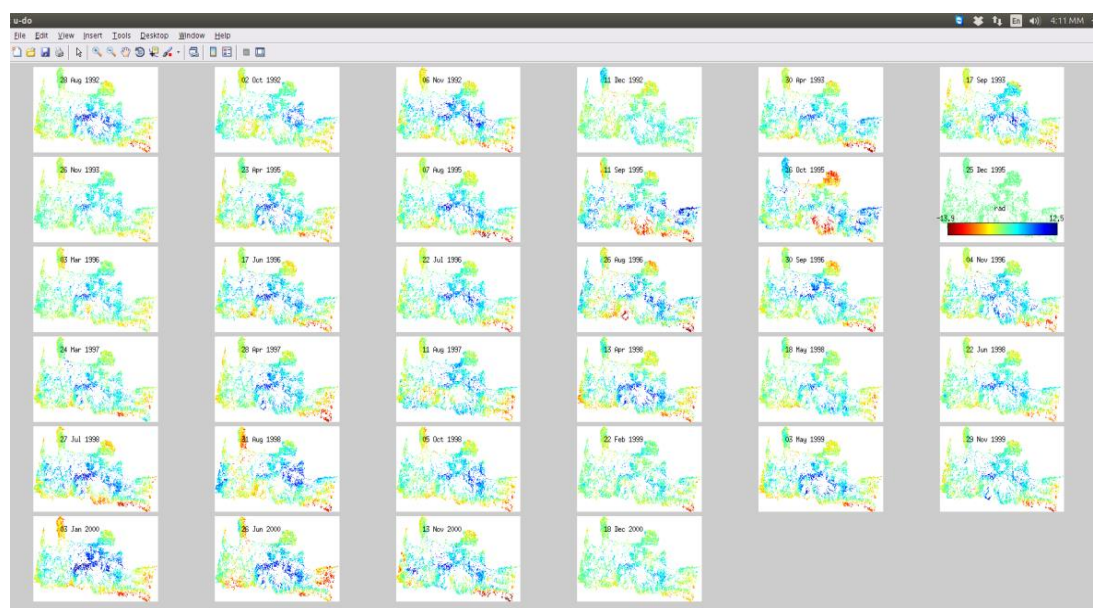 u-do
En 4:11 MM
File Edit View Insert Tools Desktop Window Help
28 Aug 1992 02 Oct 1992 06 Nov 1992 11 Dec 1992 30 Apr 1993 17 Sep 1993
26 Nov 1993 23 Apr 1995 07 Aug 1995 11 Sep 1995 16 Oct 1995 25 Dec 1995
rad
-13.9 12.5
03 Mar 1996 17 Jun 1996 22 Jul 1996 26 Aug 1996 30 Sep 1996 04 Nov 1996
24 Mar 1997 28 Apr 1997 11 Aug 1997 13 Apr 1998 18 May 1998 22 Jun 1998
27 Jul 1998 31 Aug 1998 05 Oct 1998 22 Feb 1999 03 May 1999 29 Nov 1999
03 Jan 2000 26 Jun 2000 13 Nov 2000 18 Dec 2000